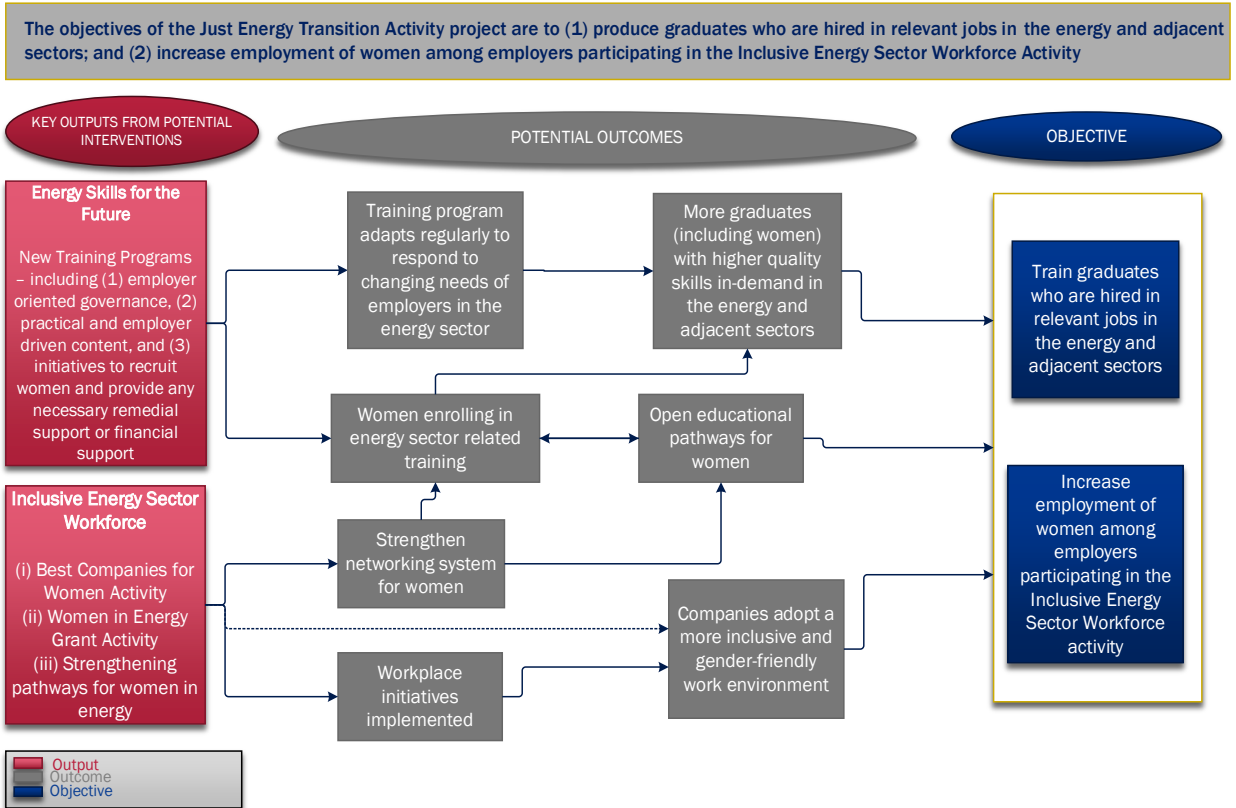 The objectives of the Just Energy Transition Activity project are to (1) produce graduates who are hired in relevant jobs in the energy and adjacent
sectors; and (2) increase employment of women among employers participating in the Inclusive Energy Sector Workforce Activity
KEY OUTPUTS FROM POTENTIAL
INTERVENTIONS
POTENTIAL OUTCOMES
OBJECTIVE
Energy Skills for the
Future
New Training Programs
– including (1) employer
oriented governance, (2)
practical and employer
driven content, and (3)
initiatives to recruit
women and provide any
necessary remedial
support or financial
support
Training program
adapts regularly to
respond to
changing needs of
employers in the
energy sector
More graduates
(including women)
with higher quality
skills in-demand in
the energy and
adjacent sectors
Train graduates
who are hired in
relevant jobs in
the energy and
adjacent sectors
Women enrolling in
energy sector related
training
Open educational
pathways for
women
Inclusive Energy Sector
Workforce
(i) Best Companies for
Women Activity
(ii) Women in Energy
Grant Activity
(iii) Strengthening
pathways for women in
energy
Strengthen
networking system
for women
Workplace
initiatives
implemented
Companies adopt a
more inclusive and
gender-friendly
work environment
Increase
employment of
women among
employers
participating in the
Inclusive Energy
Sector Workforce
activity
Output
Outcome
Objective